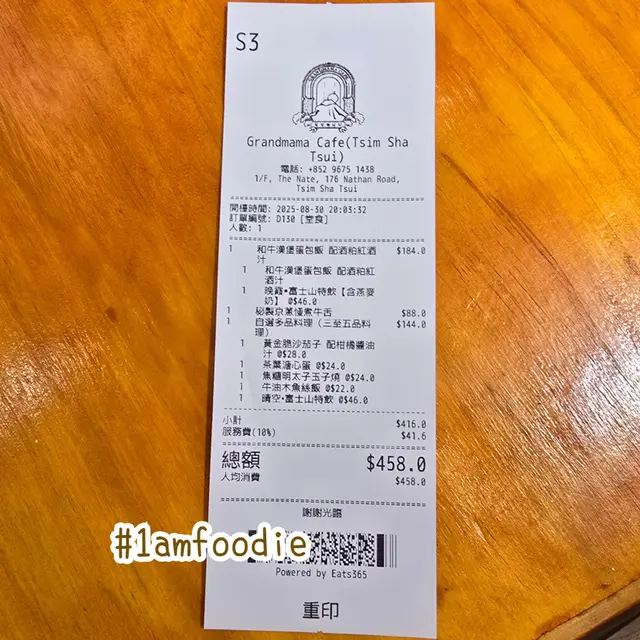 S3
Grandmama Cafe(Tsim Sha
Tsui)
電話: +852 9675 1438
1/F, The Nate, 176 Nathan Road,
Tsim Sha Tsui
開檯時間: 2025-08-30 20:03:32
訂單編號: D130 [堂食]
人數: 1
1 和牛漢堡蛋包飯 配酒粕紅酒 $184.0
汁
1 和牛漢堡蛋包飯 配酒粕紅
酒汁
1 晚霞•富士山特飲【含燕麥
奶】 @$46.0
1 秘製京蔥慢煮牛舌 $88.0
1 自選多品料理 (三至五品料 $144.0
理)
1 黃金脆沙茄子 配柑橘醬油
汁 @$28.0
1 茶葉溏心蛋 @$24.0
1 焦糖明太子玉子燒 @$24.0
1 牛油木魚絲飯 @$22.0
1 晴空•富士山特飲 @$46.0
小計 $416.0
服務費(10%) $41.6
總額 $458.0
人均消費 $458.0
謝謝光臨
#1amfoodie
Powered by Eats365
重印